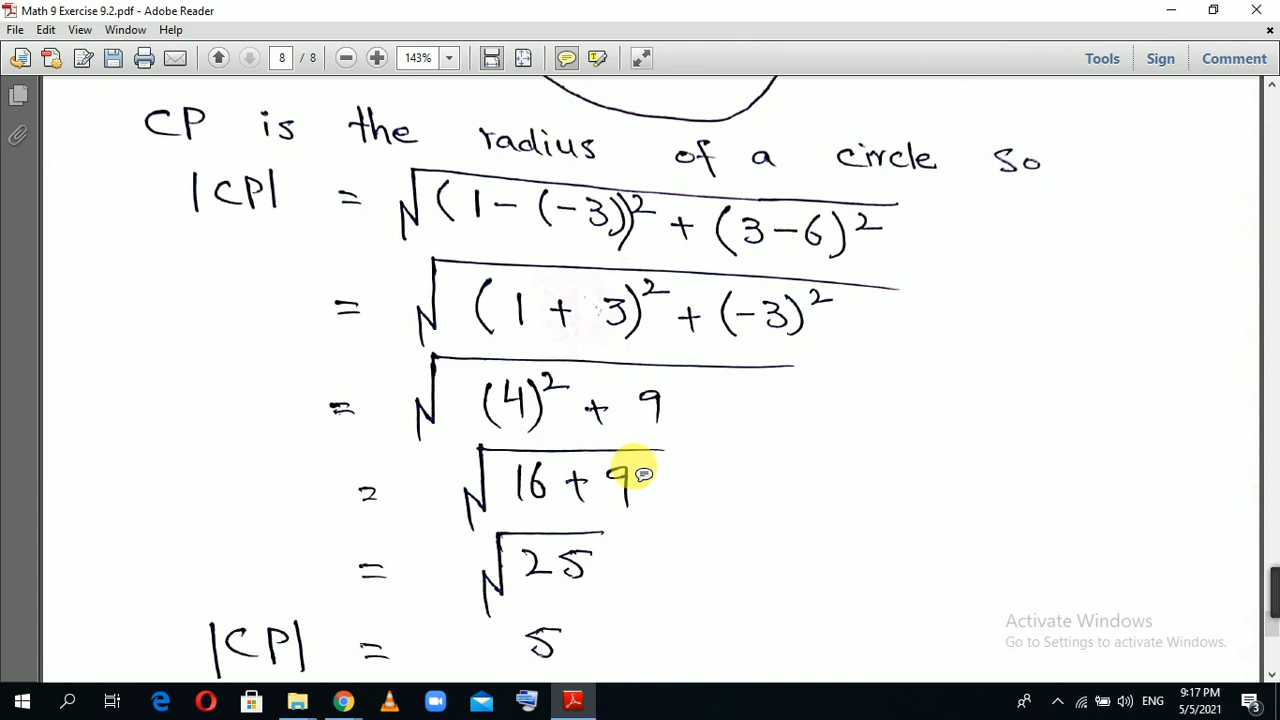 Math 9 Exercise 9.2.pdf - Adobe Reader
File Edit View Window Help
8 / 8 143% Tools Sign Comment
CP is the radius of a circle so
|CP| = √(1-(-3))² + (3-6)²
= √(1 + 3)² + (-3)²
= √(4)² + 9
= √16 + 9
= √25
|CP| = 5
Activate Windows
Go to Settings to activate Windows.
ENG
9:17 PM
5/5/2021
3